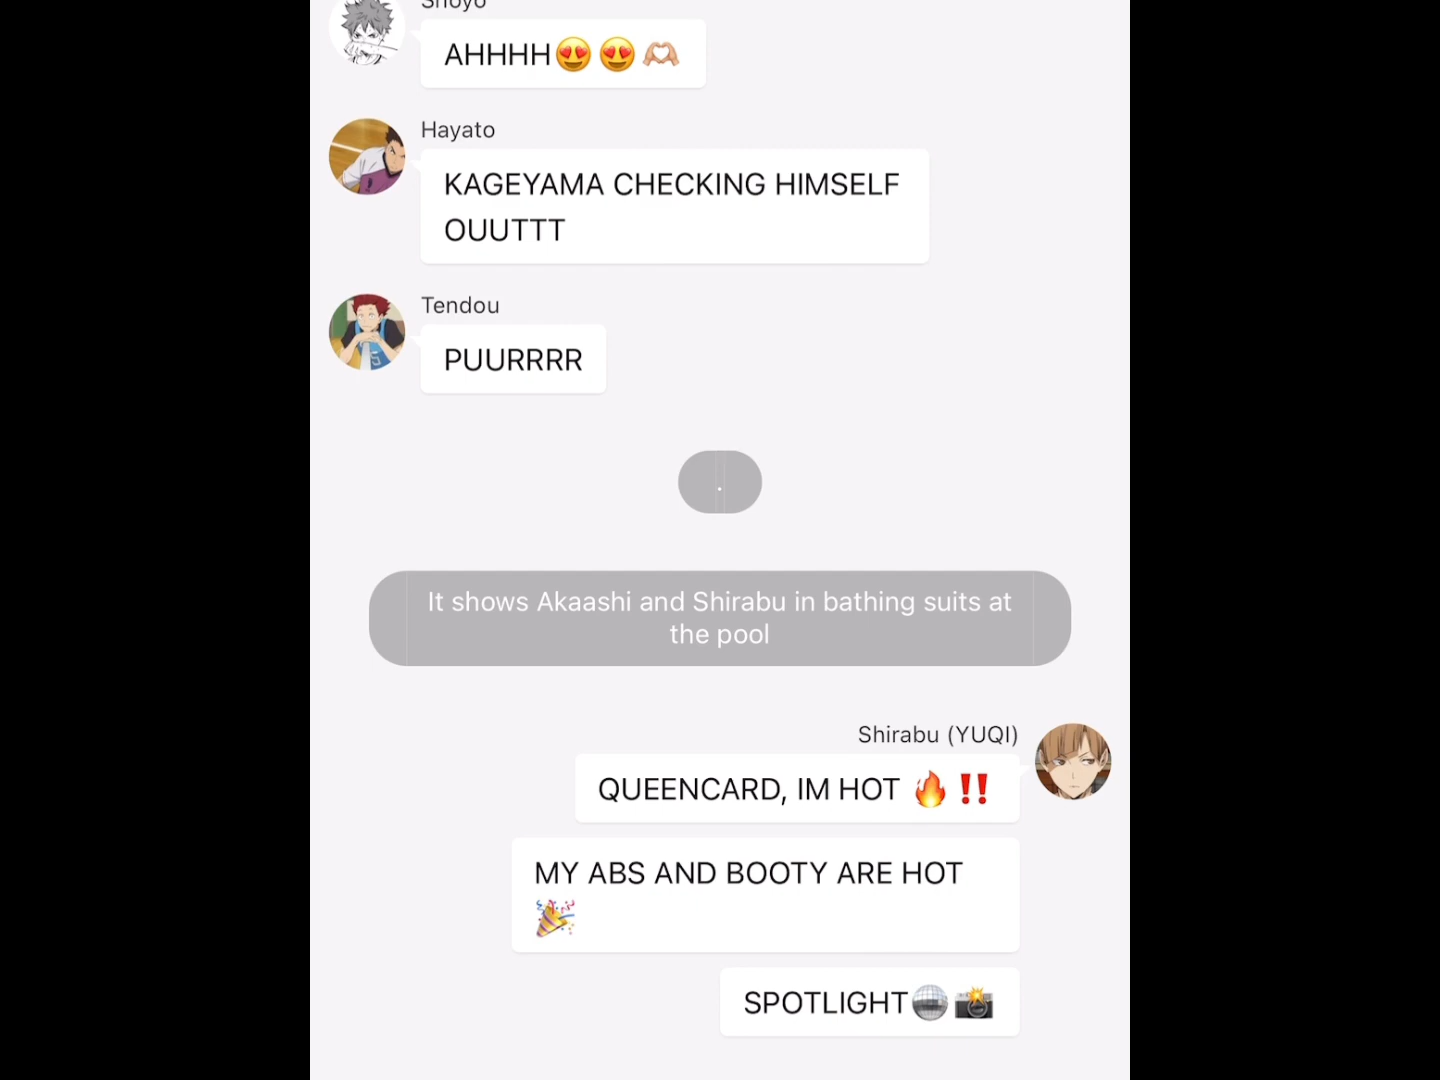 Shoyo
AHHHH😍😍🫶🏼
Hayato
KAGEYAMA CHECKING HIMSELF
OUUTTT
Tendou
PUURRRR
.
It shows Akaashi and Shirabu in bathing suits at
the pool
Shirabu (YUQI)
QUEENCARD, IM HOT 🔥‼️
MY ABS AND BOOTY ARE HOT
🎉
SPOTLIGHT🪩📸